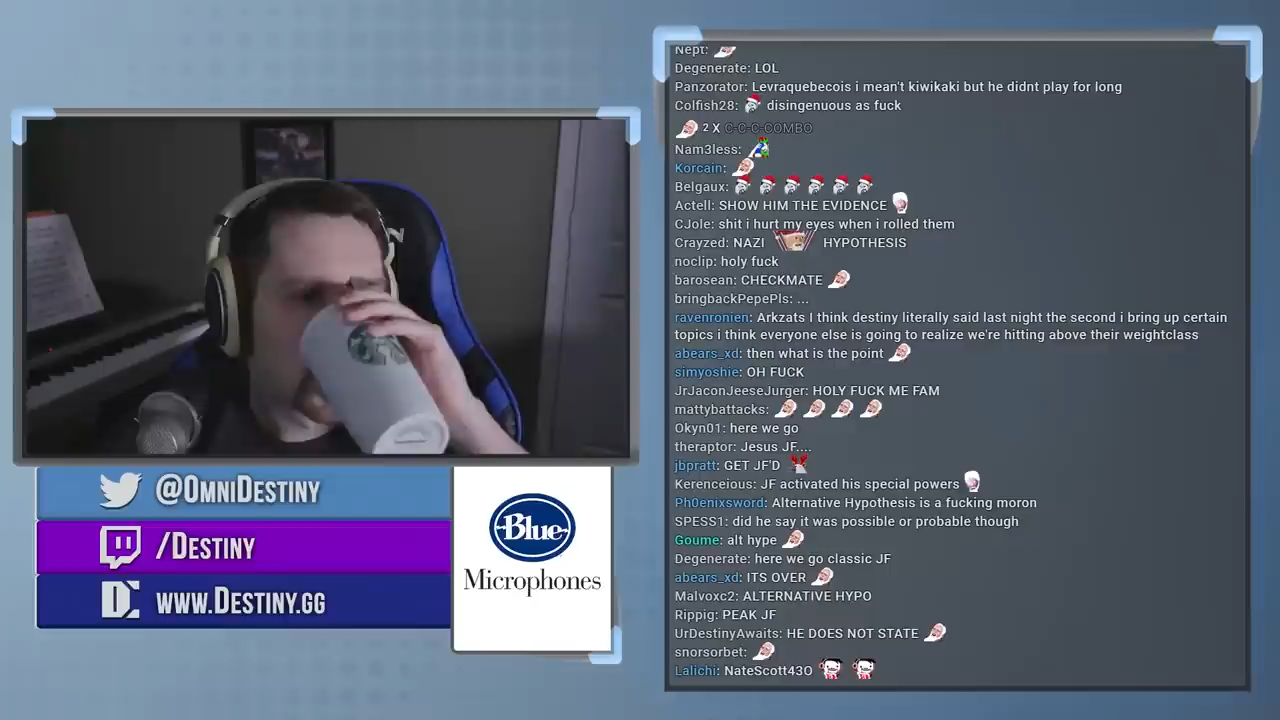 @OMNIDESTINY
/DESTINY
WWW.DESTINY.GG
Blue
Microphones
Nept:
Degenerate: LOL
Panzorator: Levraquebecois i mean't kiwikaki but he didnt play for long
Colfish28: disingenuous as fuck
2 X C-C-C-COMBO
Nam3less:
Korcain:
Belgaux:
Actell: SHOW HIM THE EVIDENCE
CJole: shit i hurt my eyes when i rolled them
Crayzed: NAZI HYPOTHESIS
noclip: holy fuck
barosean: CHECKMATE
bringbackPepePls: ...
ravenronien: Arkzats I think destiny literally said last night the second i bring up certain
topics i think everyone else is going to realize we're hitting above their weightclass
abears_xd: then what is the point
simyoshie: OH FUCK
JrJaconJeeseJurger: HOLY FUCK ME FAM
mattybattacks:
Okyn01: here we go
theraptor: Jesus JF....
jbpratt: GET JF'D
Kerenceious: JF activated his special powers
Ph0enixsword: Alternative Hypothesis is a fucking moron
SPESS1: did he say it was possible or probable though
Goume: alt hype
Degenerate: here we go classic JF
abears_xd: ITS OVER
Malvoxc2: ALTERNATIVE HYPO
Rippig: PEAK JF
UrDestinyAwaits: HE DOES NOT STATE
snorsorbet:
Lalichi: NateScott43O